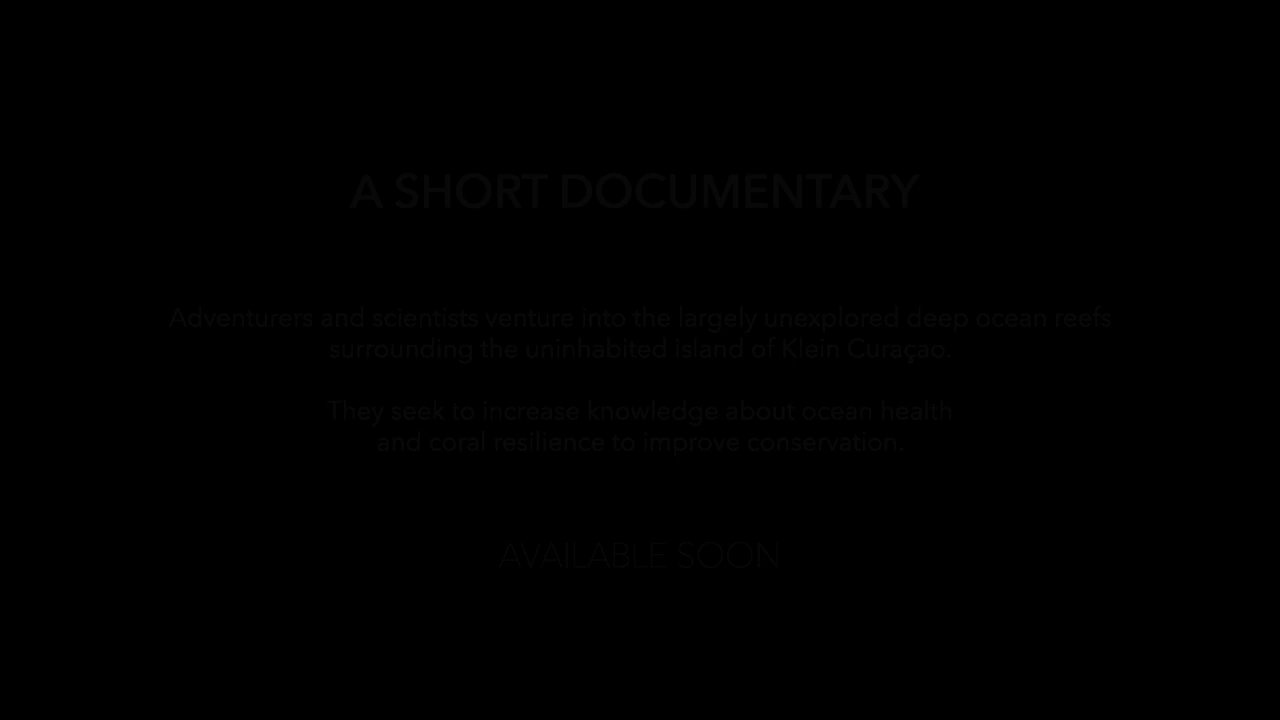 A SHORT DOCUMENTARY
Adventurers and scientists venture into the largely unexplored deep ocean reefs
surrounding the uninhabited island of Klein Curaçao.
They seek to increase knowledge about ocean health
and coral resilience to improve conservation.
AVAILABLE SOON